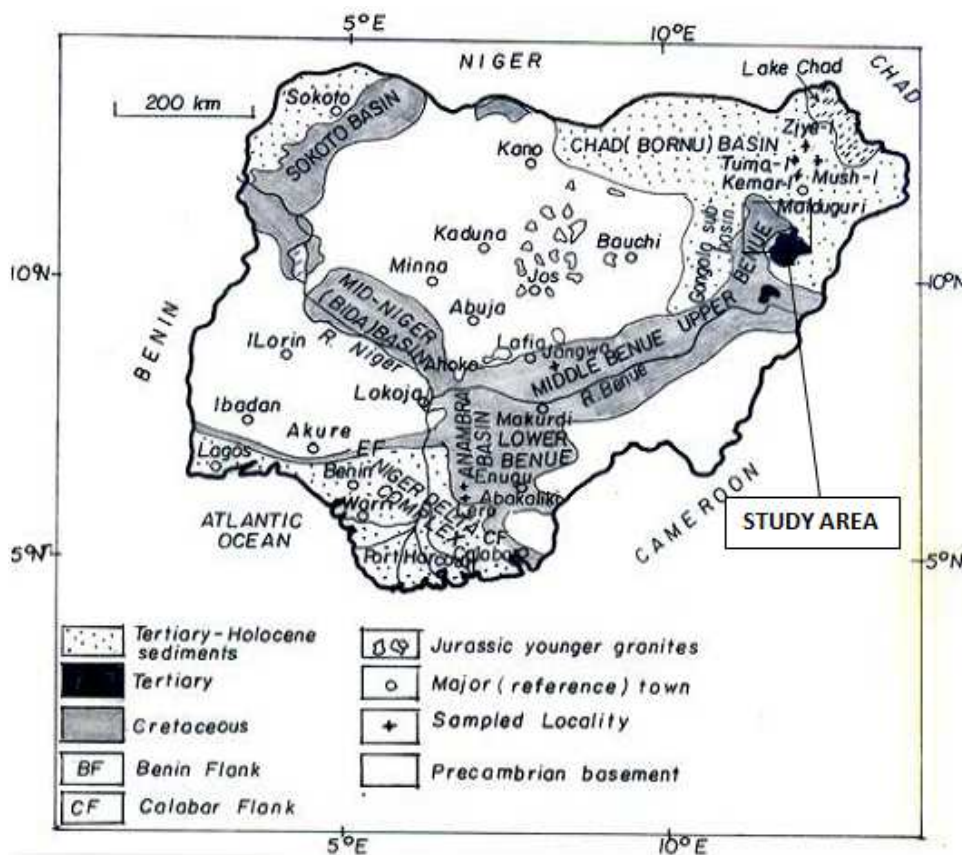 5°E
10°E
NIGER
CHAD
Lake Chad
200 km
Sokoto
SOKOTO BASIN
Kano
CHAD (BORNU) BASIN
Ziye-1
Tuma-1
Kemar-1
Mush-1
Maiduguri
Gongola sub-
basin
Kaduna
Bauchi
10°N
10°N
Minna
Jos
Abuja
MID-NIGER
(BIDA) BASIN
R. Niger
BENIN
ILorin
Lafia
Jangwa
MIDDLE BENUE
UPPER BENUE
R. Benue
Ahoko
Lokoja
Ibadan
Akure
EF
Makurdi
ANAMBRA
BASIN
LOWER
BENUE
Lagos
Benin
Enugu
Abakaliki
NIGER DELTA
COMPLEX
Warri
CF
Port Harcourt
Calabar
ATLANTIC
OCEAN
CAMEROON
STUDY AREA
5°N
5°N
Tertiary-Holocene
sediments
Tertiary
Cretaceous
BF Benin Flank
CF Calabar Flank
Jurassic younger granites
Major (reference) town
Sampled Locality
Precambrian basement
5°E
10°E